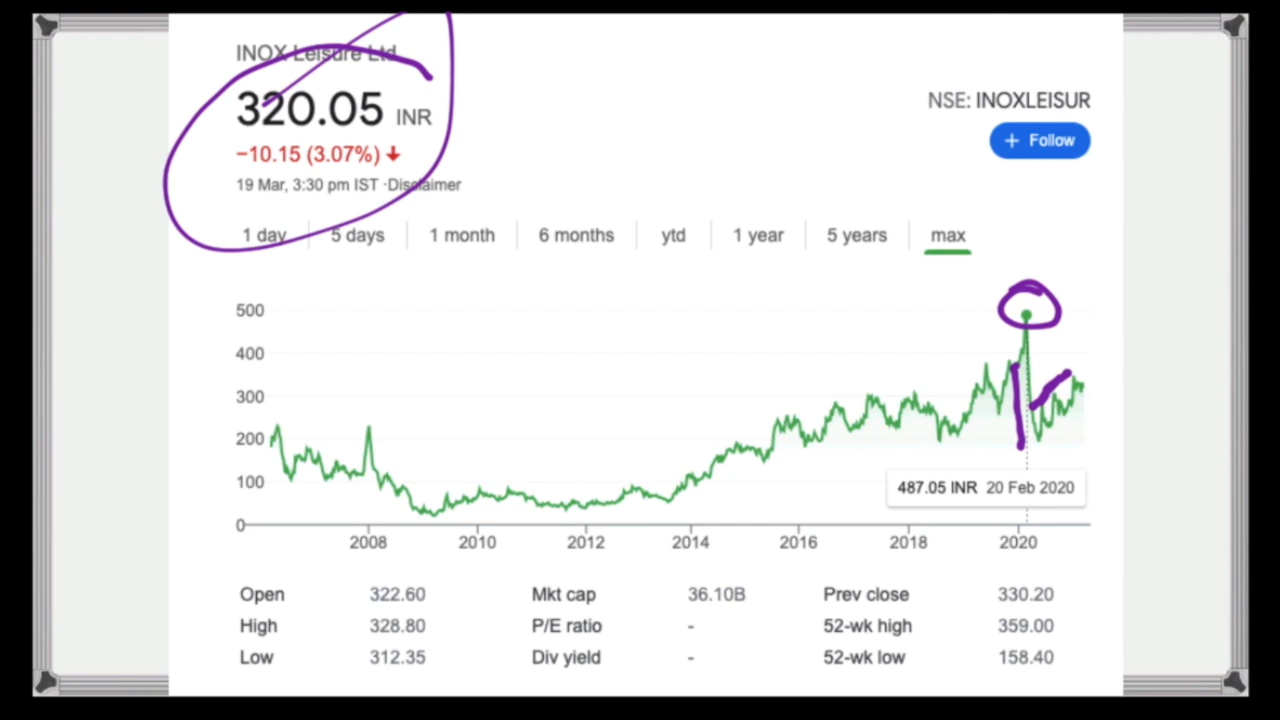 INOX Leisure Ltd
320.05 INR
NSE: INOXLEISUR
−10.15 (3.07%)
+ Follow
19 Mar, 3:30 pm IST ·Disclaimer
1 day 5 days 1 month 6 months ytd 1 year 5 years max
500
400
300
200
100
0
487.05 INR 20 Feb 2020
2008 2010 2012 2014 2016 2018 2020
Open 322.60 Mkt cap 36.10B Prev close 330.20
High 328.80 P/E ratio - 52-wk high 359.00
Low 312.35 Div yield - 52-wk low 158.40